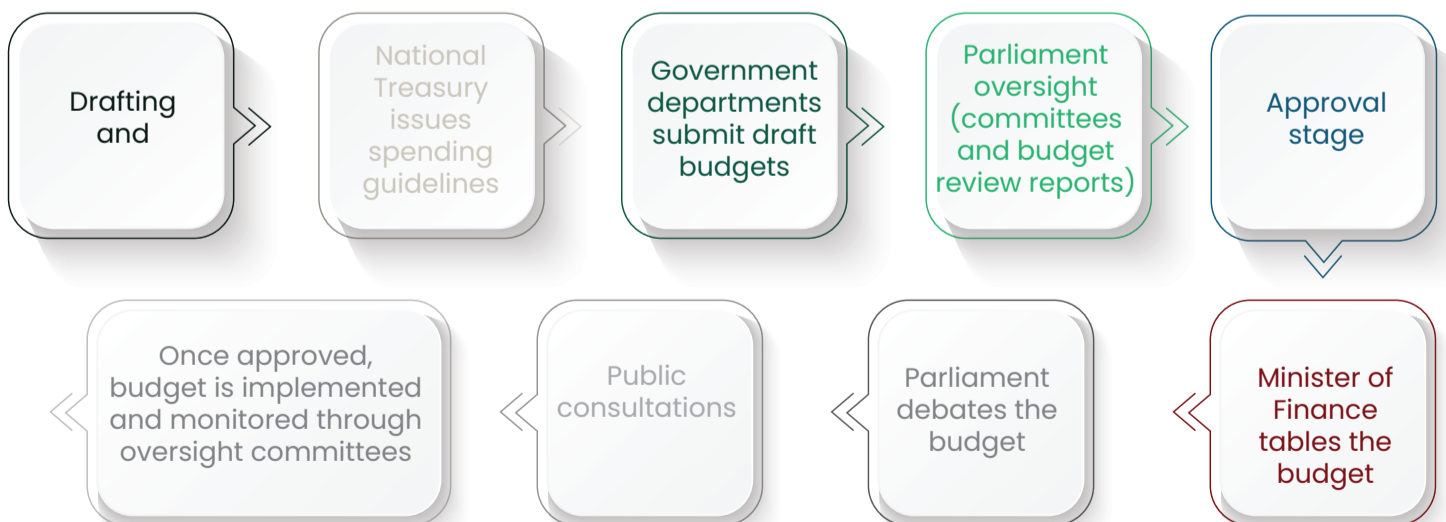 Drafting
and
National
Treasury
issues
spending
guidelines
Government
departments
submit draft
budgets
Parliament
oversight
(committees
and budget
review reports)
Approval
stage
Minister of
Finance
tables the
budget
Parliament
debates the
budget
Public
consultations
Once approved,
budget is implemented
and monitored through
oversight committees